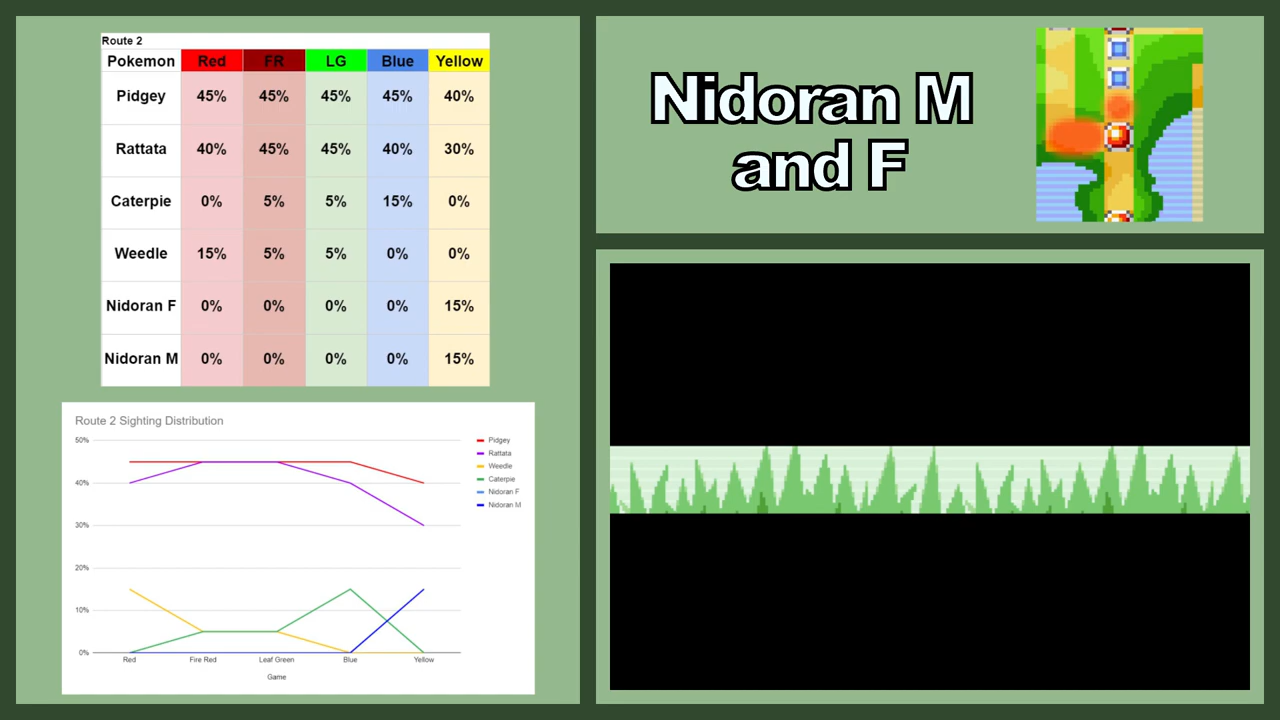 Route 2
Pokemon Red FR LG Blue Yellow
Pidgey 45% 45% 45% 45% 40%
Rattata 40% 45% 45% 40% 30%
Caterpie 0% 5% 5% 15% 0%
Weedle 15% 5% 5% 0% 0%
Nidoran F 0% 0% 0% 0% 15%
Nidoran M 0% 0% 0% 0% 15%
Route 2 Sighting Distribution
50%
40%
30%
20%
10%
0%
Red Fire Red Leaf Green Blue Yellow
Game
Pidgey
Rattata
Weedle
Caterpie
Nidoran F
Nidoran M
Nidoran M
and F